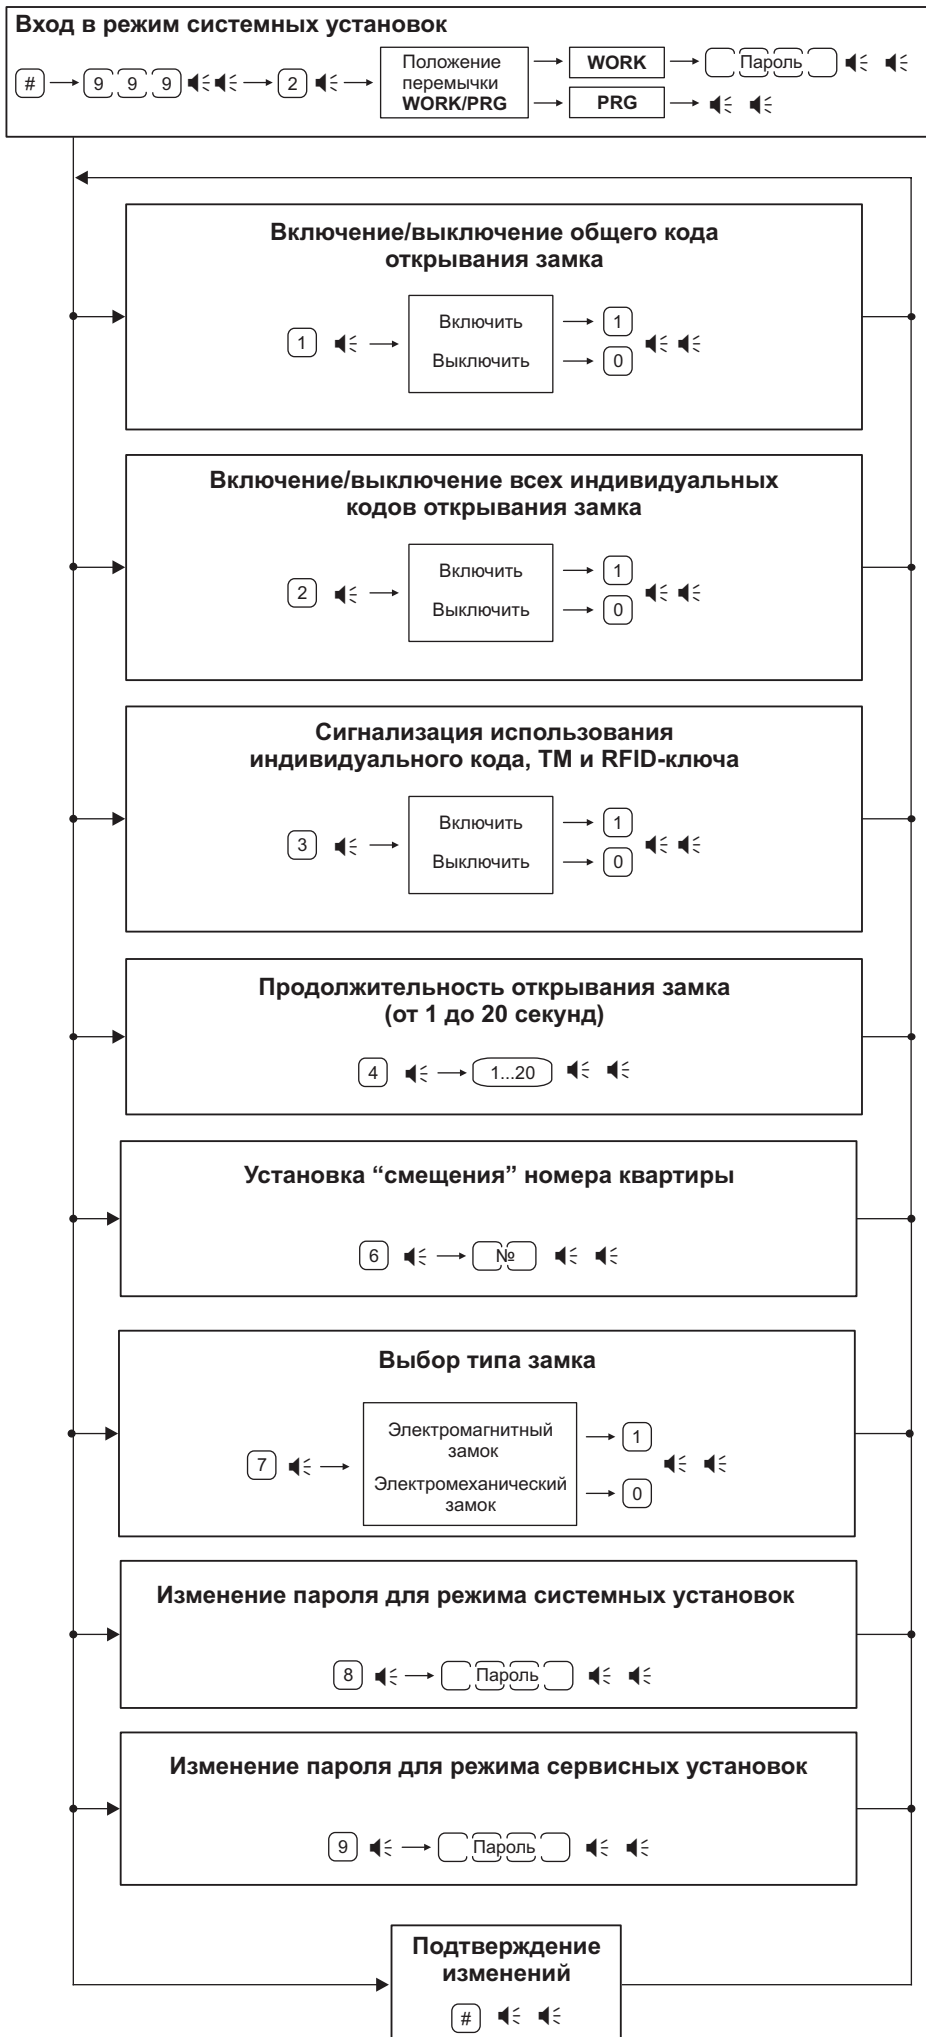 Вход в режим системных установок
# 9 9 9 2 Положение перемычки WORK/PRG WORK Пароль
PRG
Включение/выключение общего кода
открывания замка
1 Включить 1
Выключить 0
Включение/выключение всех индивидуальных
кодов открывания замка
2 Включить 1
Выключить 0
Сигнализация использования
индивидуального кода, ТМ и RFID-ключа
3 Включить 1
Выключить 0
Продолжительность открывания замка
(от 1 до 20 секунд)
4 1...20
Установка “смещения” номера квартиры
6 №
Выбор типа замка
7 Электромагнитный
замок 1
Электромеханический
замок 0
Изменение пароля для режима системных установок
8 Пароль
Изменение пароля для режима сервисных установок
9 Пароль
Подтверждение
изменений
#